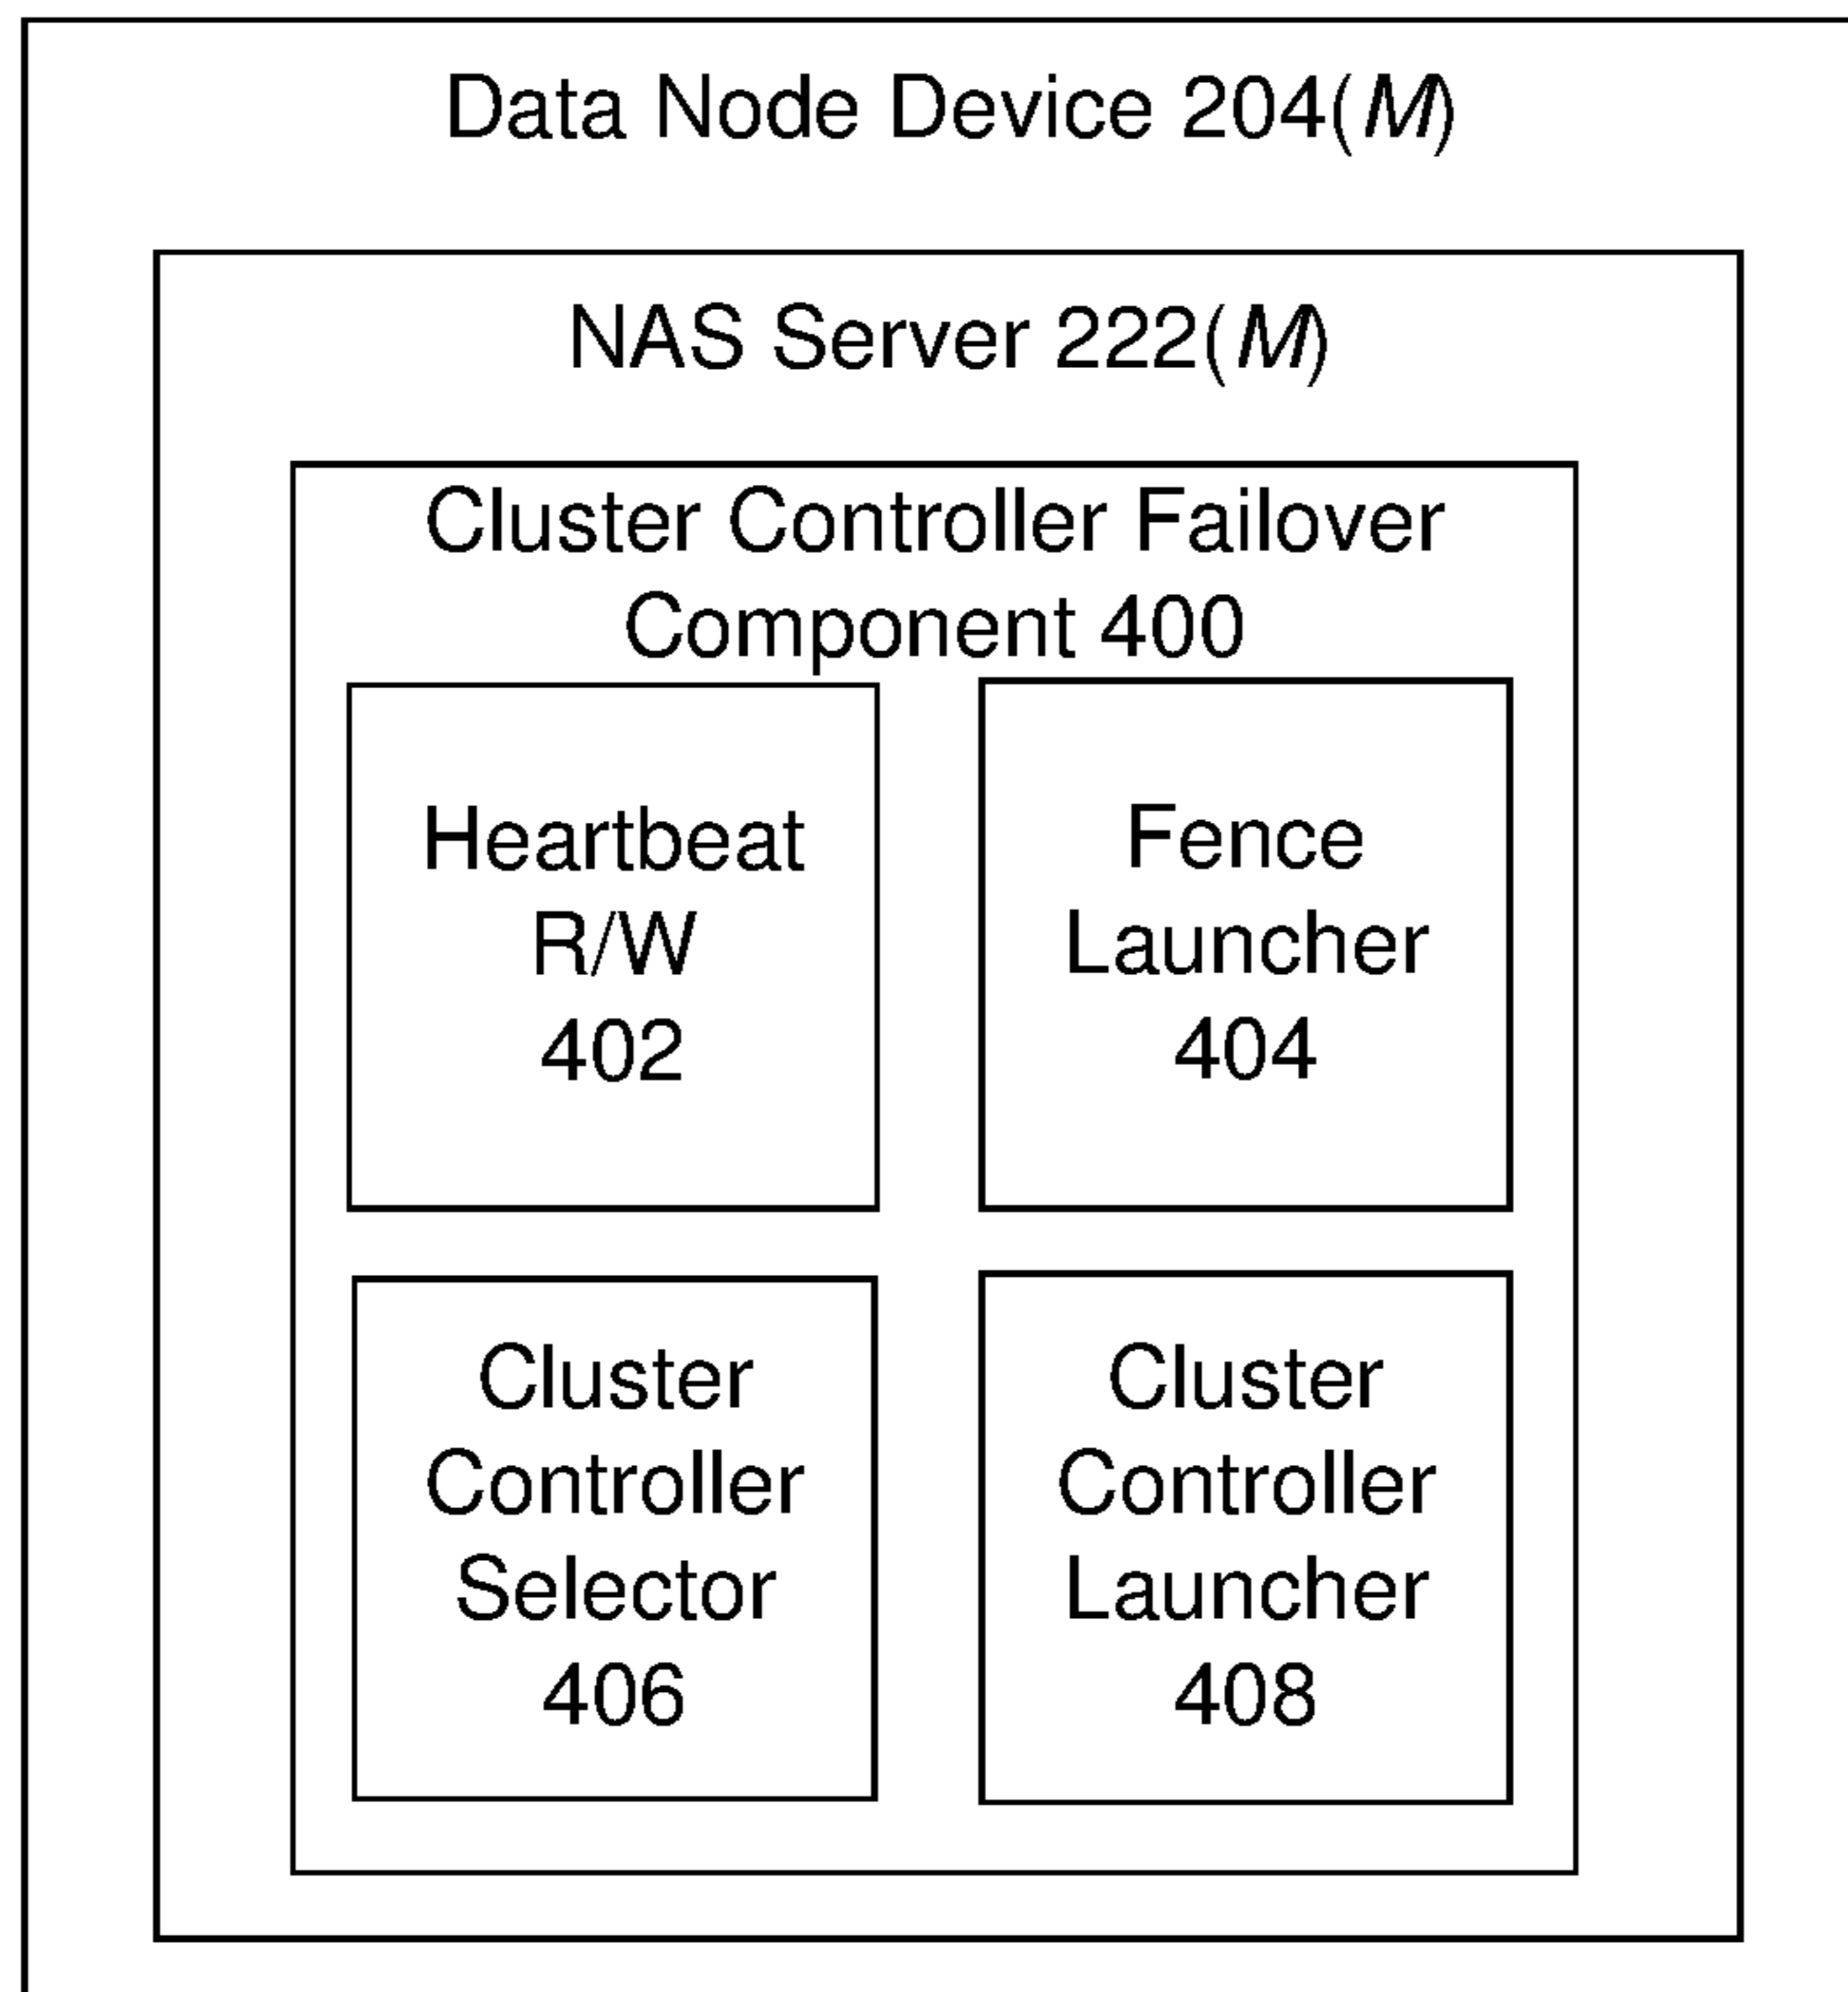 Data Node Device 204(M)
NAS Server 222(M)
Cluster Controller Failover
Component 400
Heartbeat
R/W
402
Fence
Launcher
404
Cluster
Controller
Selector
406
Cluster
Controller
Launcher
408